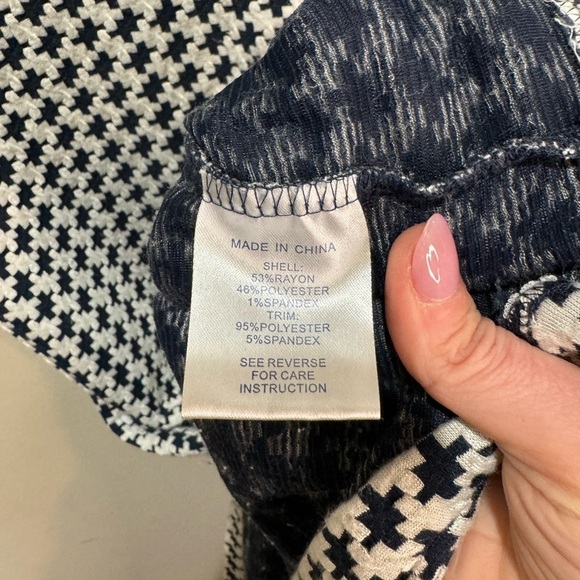 MADE IN CHINA
SHELL:
53%RAYON
46%POLYESTER
1%SPANDEX
TRIM:
95%POLYESTER
5%SPANDEX
SEE REVERSE
FOR CARE
INSTRUCTION